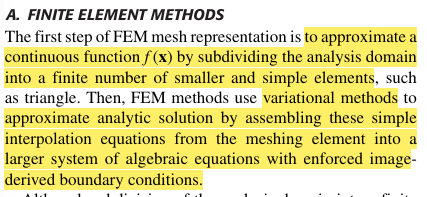 A. FINITE ELEMENT METHODS
The first step of FEM mesh representation is to approximate a
continuous function f(x) by subdividing the analysis domain
into a finite number of smaller and simple elements, such
as triangle. Then, FEM methods use variational methods to
approximate analytic solution by assembling these simple
interpolation equations from the meshing element into a
larger system of algebraic equations with enforced image-
derived boundary conditions.